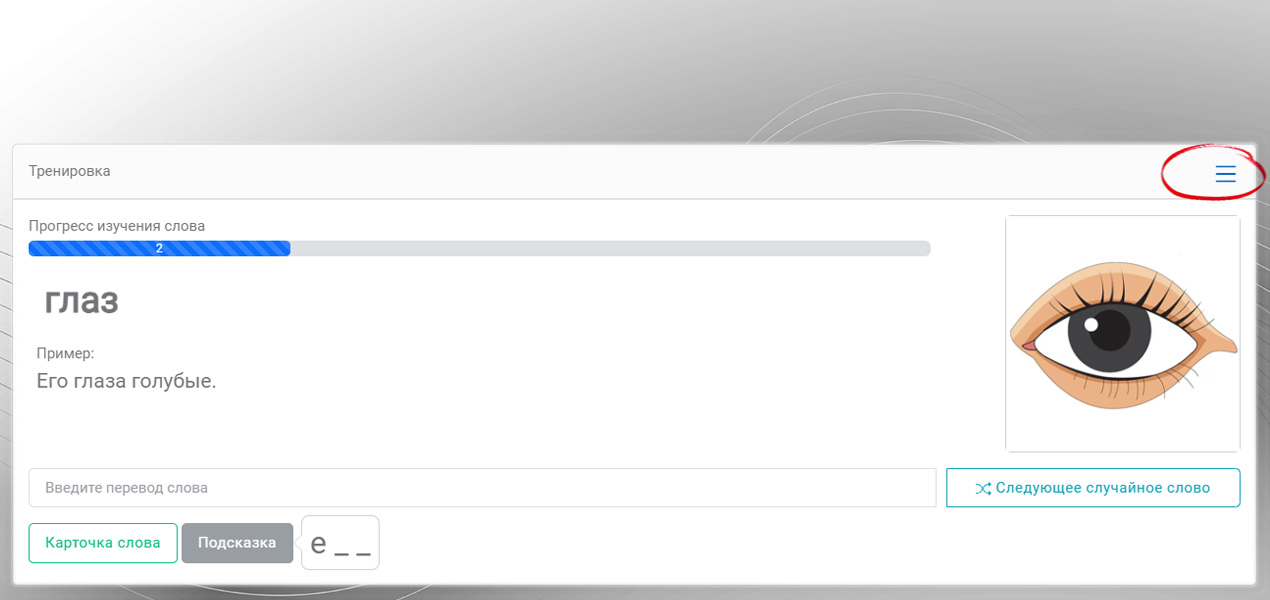 Тренировка
Прогресс изучения слова
2
глаз
Пример:
Его глаза голубые.
Введите перевод слова
Следующее случайное слово
Карточка слова
Подсказка
e _ _